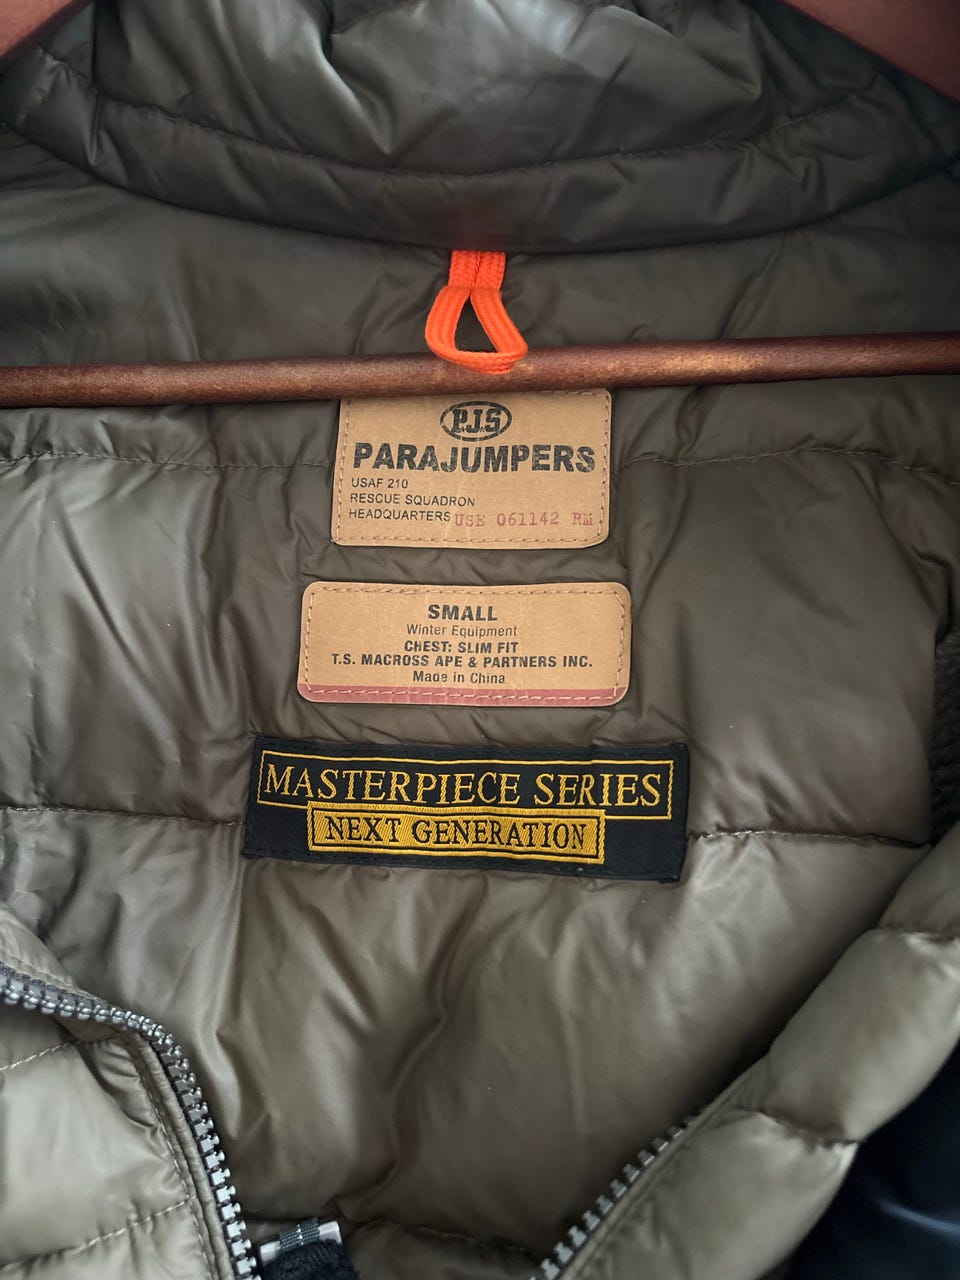 PJS
PARAJUMPERS
USAF 210
RESCUE SQUADRON
HEADQUARTERS USE 061142 RM
SMALL
Winter Equipment
CHEST: SLIM FIT
T.S. MACROSS APE & PARTNERS INC.
Made in China
MASTERPIECE SERIES
NEXT GENERATION